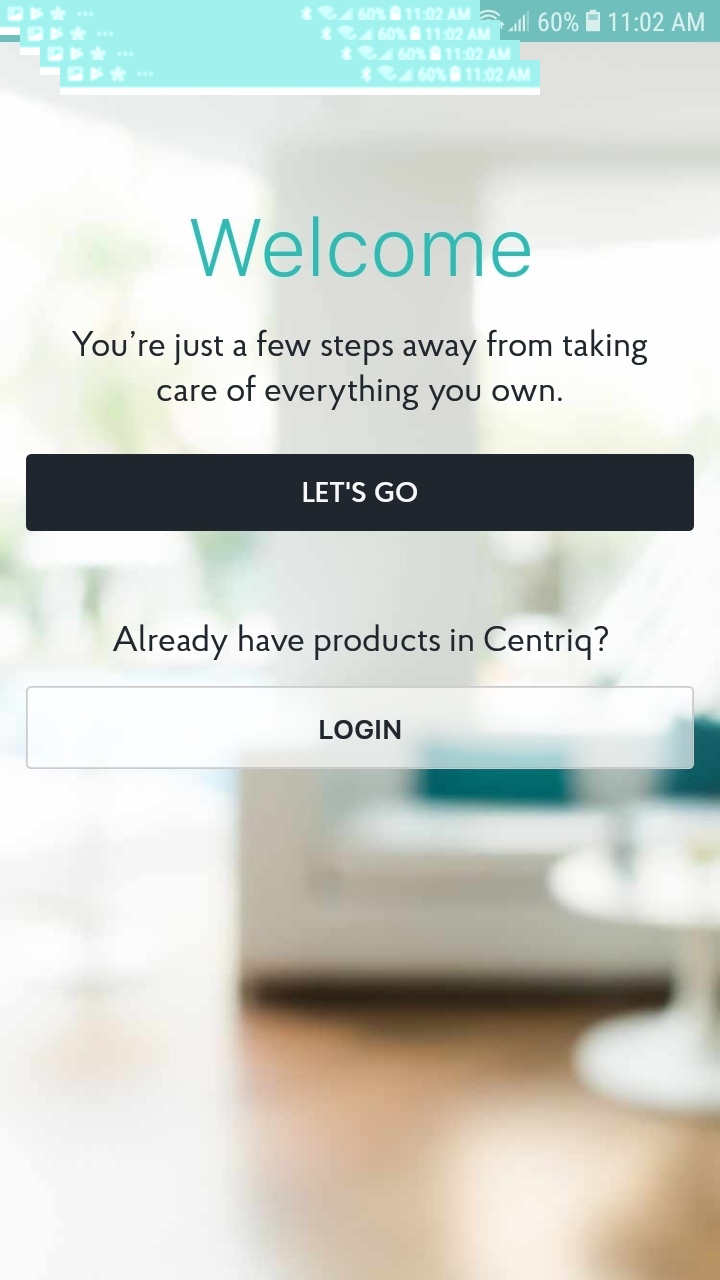 60% 11:02 AM
60% 11:02 AM
60% 11:02 AM
60% 11:02 AM
60% 11:02 AM
Welcome
You’re just a few steps away from taking
care of everything you own.
LET'S GO
Already have products in Centriq?
LOGIN